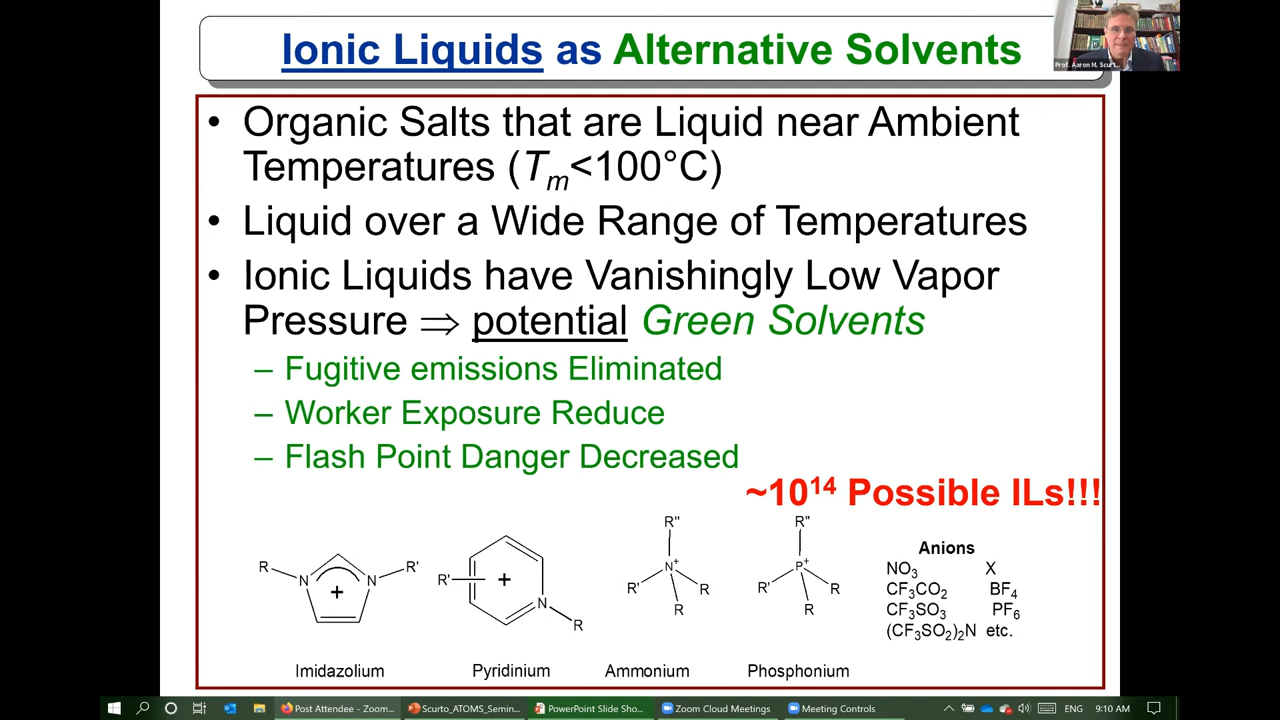 Ionic Liquids as Alternative Solvents
Prof. Aaron M. Scurt...
• Organic Salts that are Liquid near Ambient
Temperatures (Tm<100°C)
• Liquid over a Wide Range of Temperatures
• Ionic Liquids have Vanishingly Low Vapor
Pressure ⇒ potential Green Solvents
– Fugitive emissions Eliminated
– Worker Exposure Reduce
– Flash Point Danger Decreased
~10¹⁴ Possible ILs!!!
R N + N R'
Imidazolium
R' + N R
Pyridinium
R" N+ R' R R
Ammonium
R" P+ R' R R
Phosphonium
Anions
NO₃ X
CF₃CO₂ BF₄
CF₃SO₃ PF₆
(CF₃SO₂)₂N etc.
Post Attendee - Zoom... Scurto_ATOMS_Semin... PowerPoint Slide Sho... Zoom Cloud Meetings Meeting Controls ENG 9:10 AM